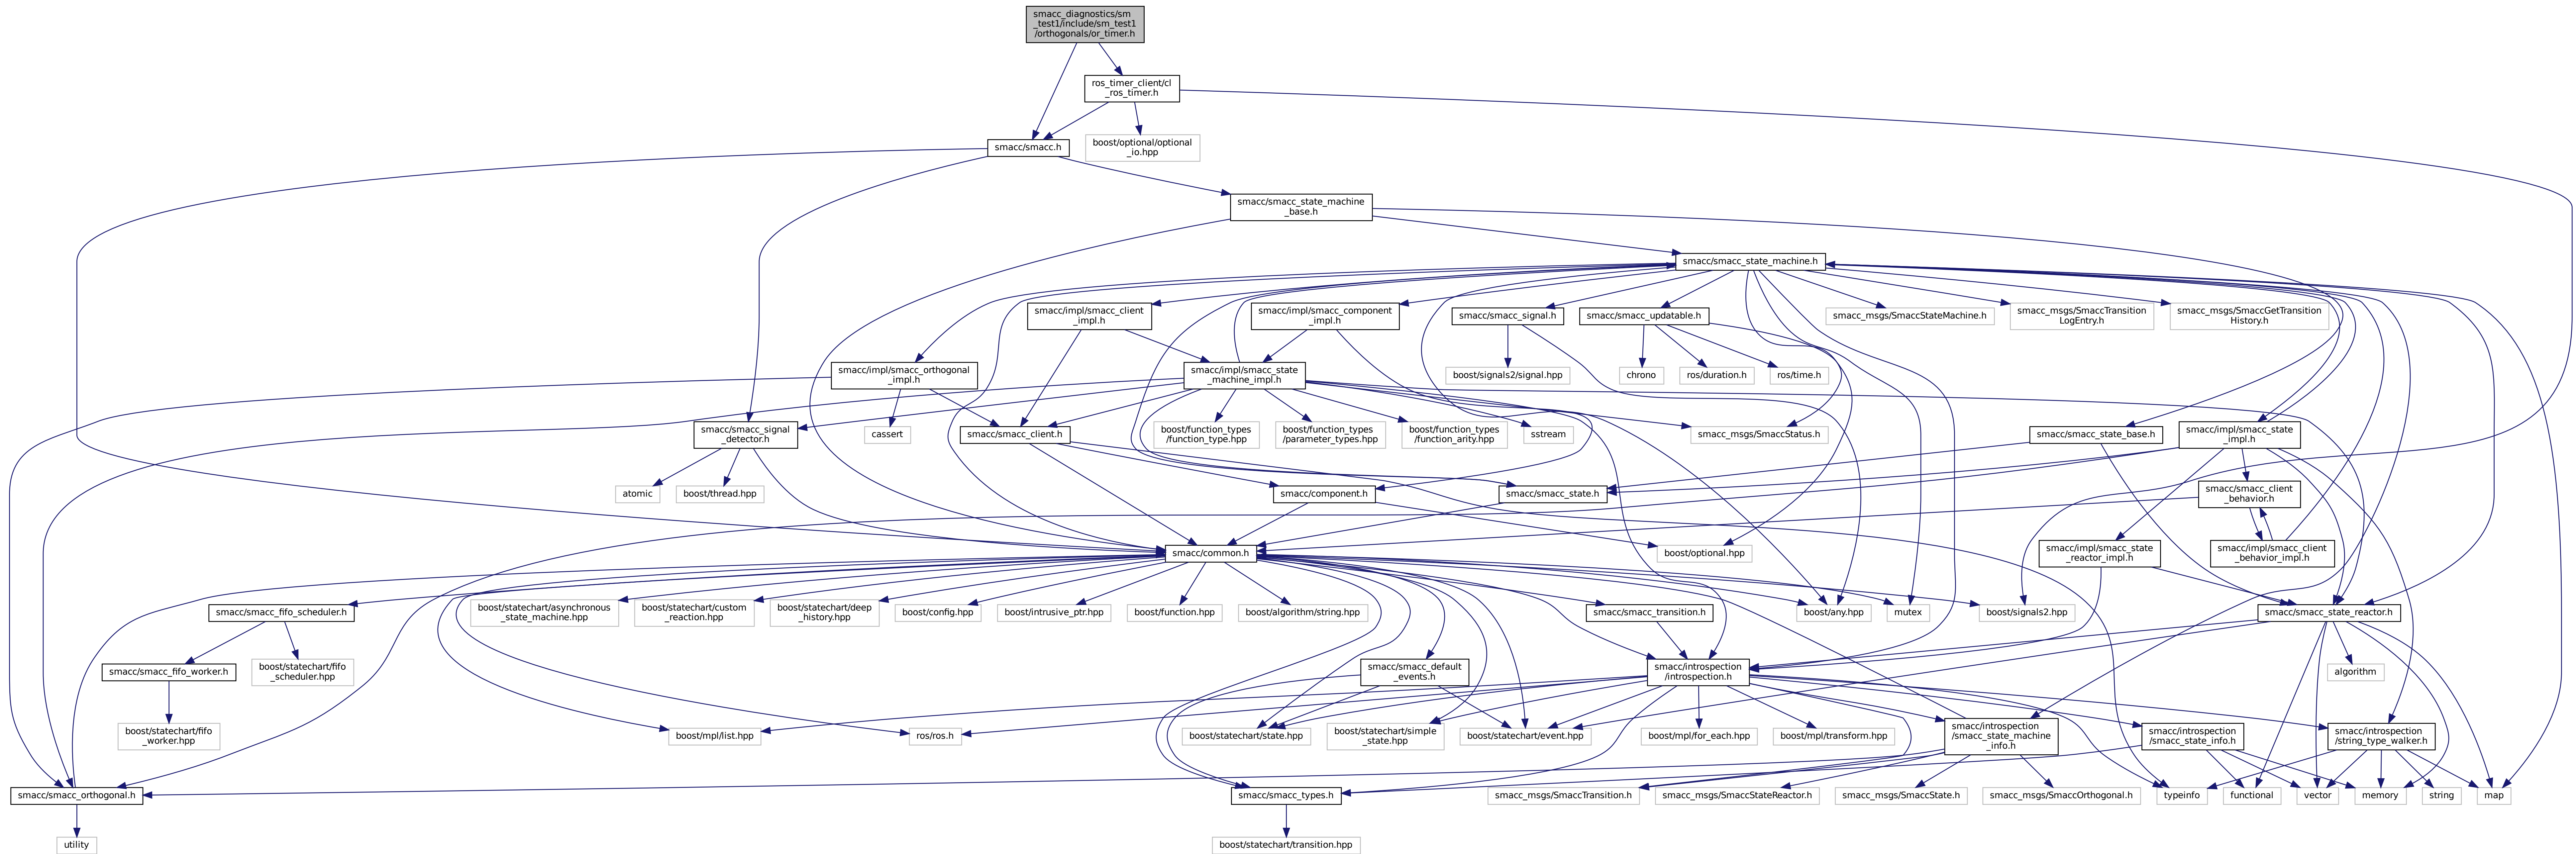 smacc_diagnostics/sm
_test1/include/sm_test1
/orthogonals/or_timer.h
ros_timer_client/cl
_ros_timer.h
smacc/smacc.h
boost/optional/optional
_io.hpp
smacc/smacc_state_machine
_base.h
smacc/smacc_state_machine.h
smacc/impl/smacc_client
_impl.h
smacc/impl/smacc_component
_impl.h
smacc/smacc_signal.h
smacc/smacc_updatable.h
smacc_msgs/SmaccStateMachine.h
smacc_msgs/SmaccTransition
LogEntry.h
smacc_msgs/SmaccGetTransition
History.h
smacc/impl/smacc_orthogonal
_impl.h
smacc/impl/smacc_state
_machine_impl.h
boost/signals2/signal.hpp
chrono
ros/duration.h
ros/time.h
smacc/smacc_signal
_detector.h
cassert
smacc/smacc_client.h
boost/function_types
/function_type.hpp
boost/function_types
/parameter_types.hpp
boost/function_types
/function_arity.hpp
sstream
smacc_msgs/SmaccStatus.h
smacc/smacc_state_base.h
smacc/impl/smacc_state
_impl.h
atomic
boost/thread.hpp
smacc/component.h
smacc/smacc_state.h
smacc/smacc_client
_behavior.h
smacc/common.h
boost/optional.hpp
smacc/impl/smacc_state
_reactor_impl.h
smacc/impl/smacc_client
_behavior_impl.h
smacc/smacc_fifo_scheduler.h
boost/statechart/asynchronous
_state_machine.hpp
boost/statechart/custom
_reaction.hpp
boost/statechart/deep
_history.hpp
boost/config.hpp
boost/intrusive_ptr.hpp
boost/function.hpp
boost/algorithm/string.hpp
smacc/smacc_transition.h
boost/any.hpp
mutex
boost/signals2.hpp
smacc/smacc_state_reactor.h
smacc/smacc_fifo_worker.h
boost/statechart/fifo
_scheduler.hpp
smacc/smacc_default
_events.h
smacc/introspection
/introspection.h
algorithm
boost/statechart/fifo
_worker.hpp
boost/mpl/list.hpp
ros/ros.h
boost/statechart/state.hpp
boost/statechart/simple
_state.hpp
boost/statechart/event.hpp
boost/mpl/for_each.hpp
boost/mpl/transform.hpp
smacc/introspection
/smacc_state_machine
_info.h
smacc/introspection
/smacc_state_info.h
smacc/introspection
/string_type_walker.h
smacc/smacc_orthogonal.h
smacc/smacc_types.h
smacc_msgs/SmaccTransition.h
smacc_msgs/SmaccStateReactor.h
smacc_msgs/SmaccState.h
smacc_msgs/SmaccOrthogonal.h
typeinfo
functional
vector
memory
string
map
utility
boost/statechart/transition.hpp